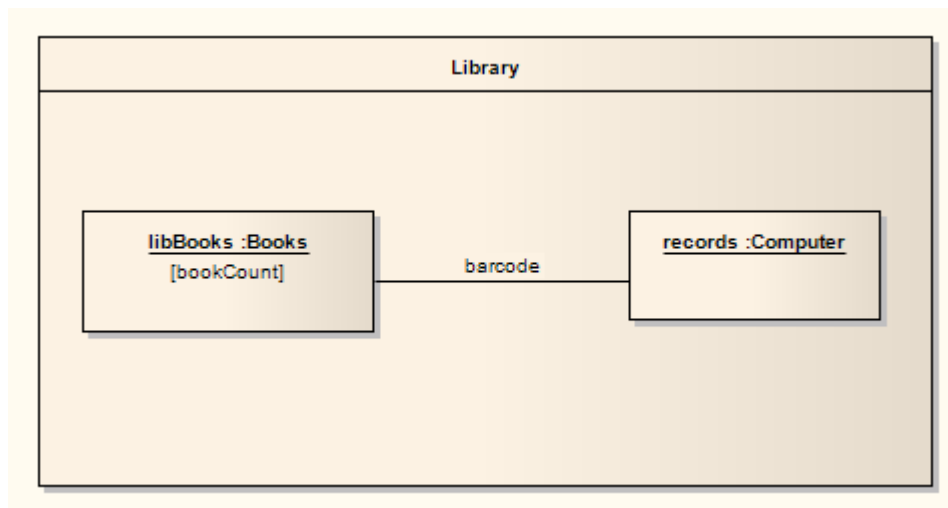 Library
libBooks :Books
[bookCount]
barcode
records :Computer